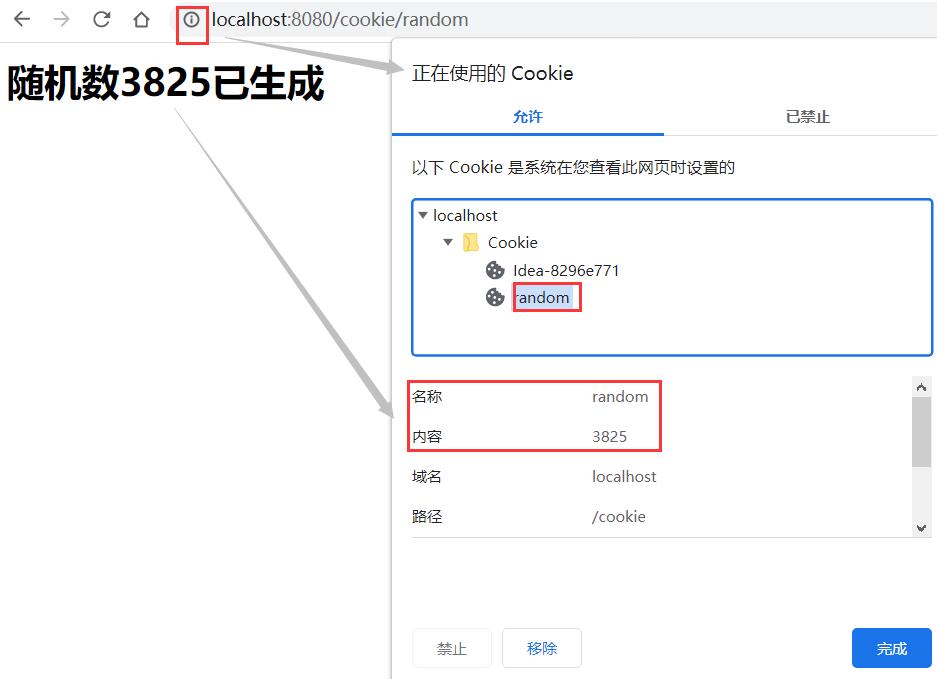 localhost:8080/cookie/random
随机数3825已生成
正在使用的 Cookie
允许 已禁止
以下 Cookie 是系统在您查看此网页时设置的
localhost
Cookie
Idea-8296e771
random
名称 random
内容 3825
域名 localhost
路径 /cookie
禁止 移除 完成